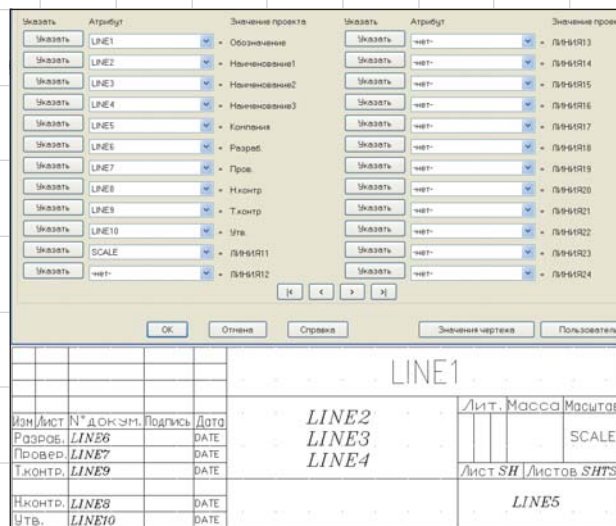 Указать Атрибут Значение проекта Указать Атрибут Значение проек
Указать LINE1 = Обозначение Указать -нет- = ЛИНИЯ13
Указать LINE2 = Наименование1 Указать -нет- = ЛИНИЯ14
Указать LINE3 = Наименование2 Указать -нет- = ЛИНИЯ15
Указать LINE4 = Наименование3 Указать -нет- = ЛИНИЯ16
Указать LINE5 = Компания Указать -нет- = ЛИНИЯ17
Указать LINE6 = Разраб. Указать -нет- = ЛИНИЯ18
Указать LINE7 = Пров. Указать -нет- = ЛИНИЯ19
Указать LINE8 = Н.контр Указать -нет- = ЛИНИЯ20
Указать LINE9 = Т.контр Указать -нет- = ЛИНИЯ21
Указать LINE10 = Утв. Указать -нет- = ЛИНИЯ22
Указать SCALE = ЛИНИЯ11 Указать -нет- = ЛИНИЯ23
Указать -нет- = ЛИНИЯ12 Указать -нет- = ЛИНИЯ24
|< < > >|
OK Отмена Справка Значения чертежа Пользователь
LINE1
Изм Лист N°докум. Подпись Дата LINE2 Лит. Масса Масштаб
Разраб. LINE6 DATE LINE3 SCALE
Провер. LINE7 DATE LINE4
Т.контр. LINE9 DATE Лист SH Листов SHTS
Н.контр. LINE8 DATE LINE5
Утв. LINE10 DATE